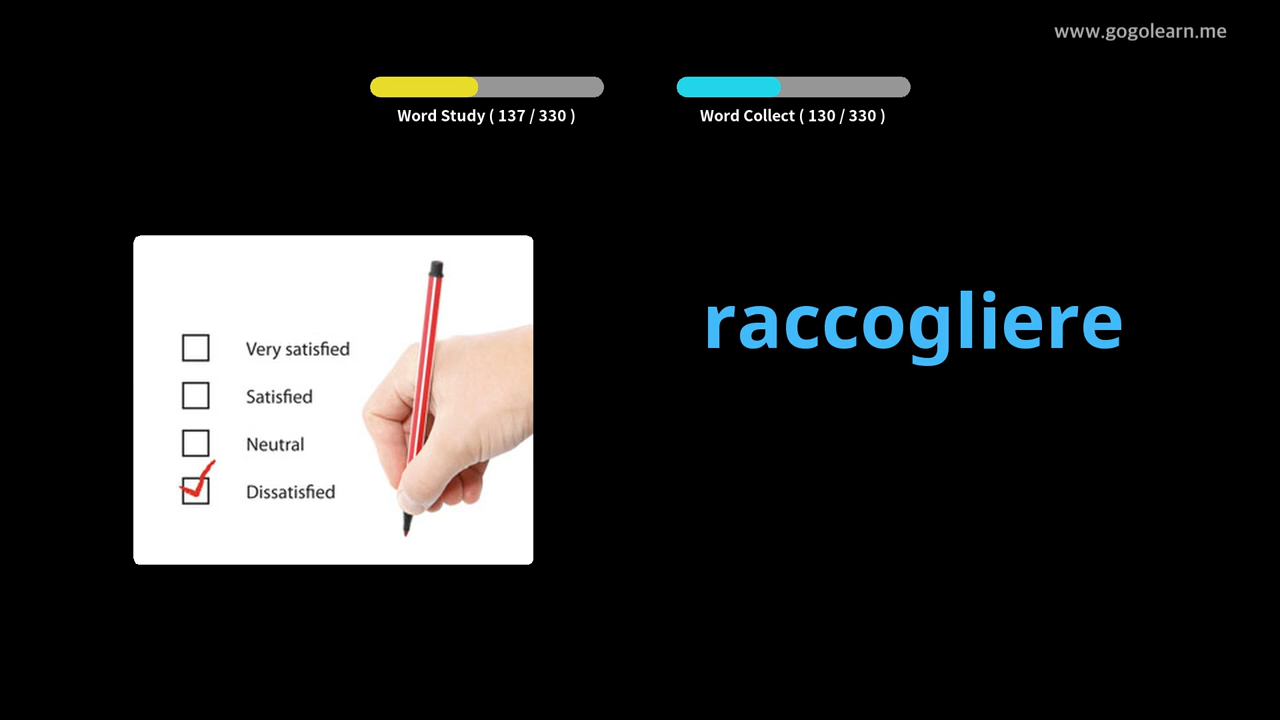 www.gogolearn.me
Word Study ( 137 / 330 )
Word Collect ( 130 / 330 )
raccogliere
Very satisfied
Satisfied
Neutral
Dissatisfied